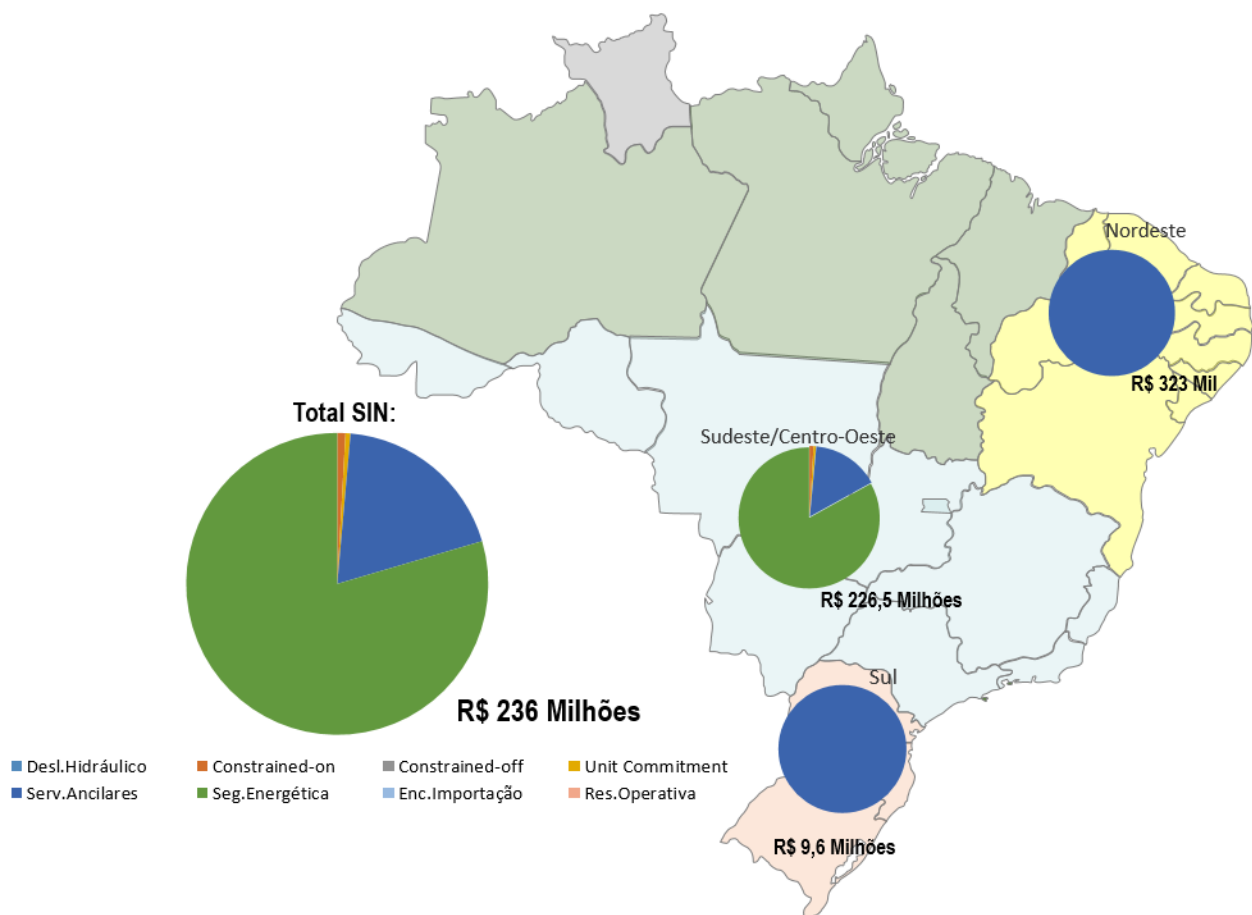 Nordeste
R$ 323 Mil
Total SIN:
Sudeste/Centro-Oeste
R$ 226,5 Milhões
Sul
R$ 236 Milhões
Desl.Hidráulico Constrained-on Constrained-off Unit Commitment
Serv.Ancilares Seg.Energética Enc.Importação Res.Operativa
R$ 9,6 Milhões